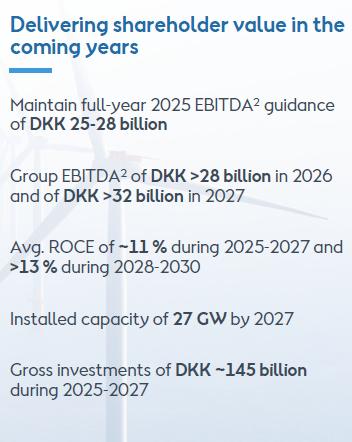 Delivering shareholder value in the
coming years
Maintain full-year 2025 EBITDA² guidance
of DKK 25-28 billion
Group EBITDA² of DKK >28 billion in 2026
and of DKK >32 billion in 2027
Avg. ROCE of ~11 % during 2025-2027 and
>13 % during 2028-2030
Installed capacity of 27 GW by 2027
Gross investments of DKK ~145 billion
during 2025-2027